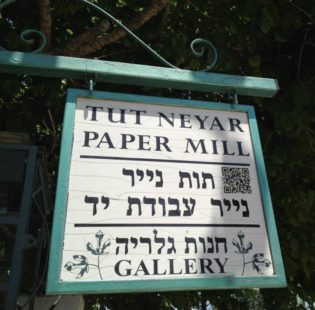 TUT NEYAR
PAPER MILL
תות נייר
נייר עבודת יד
חנות גלריה
GALLERY